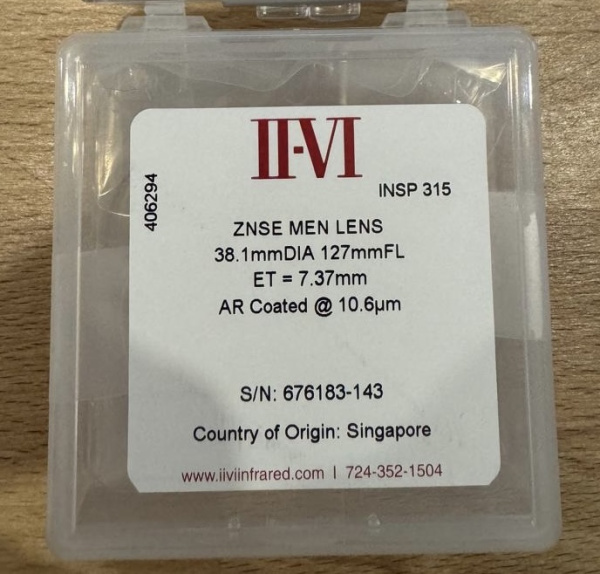 II-VI
INSP 315
406294
ZNSE MEN LENS
38.1mmDIA 127mmFL
ET = 7.37mm
AR Coated @ 10.6µm
S/N: 676183-143
Country of Origin: Singapore
www.iiviinfrared.com | 724-352-1504